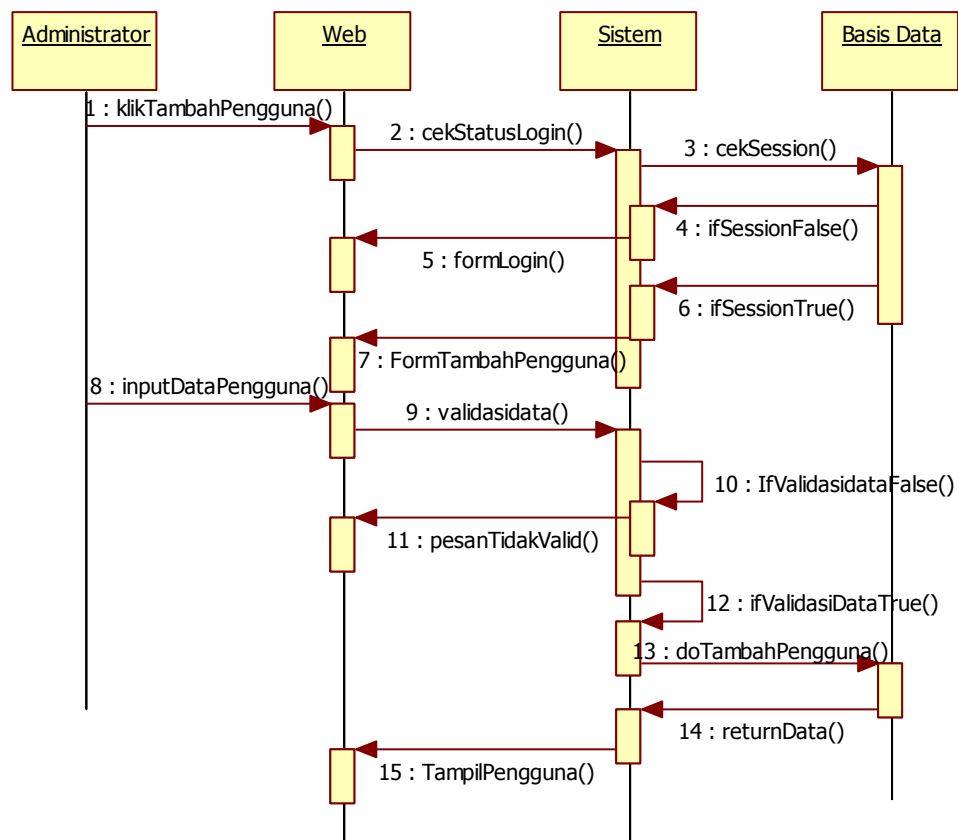 Administrator
Web
Sistem
Basis Data
1 : klikTambahPengguna()
2 : cekStatusLogin()
3 : cekSession()
4 : ifSessionFalse()
5 : formLogin()
6 : ifSessionTrue()
7 : FormTambahPengguna()
8 : inputDataPengguna()
9 : validasidata()
10 : IfValidasidataFalse()
11 : pesanTidakValid()
12 : ifValidasiDataTrue()
13 : doTambahPengguna()
14 : returnData()
15 : TampilPengguna()